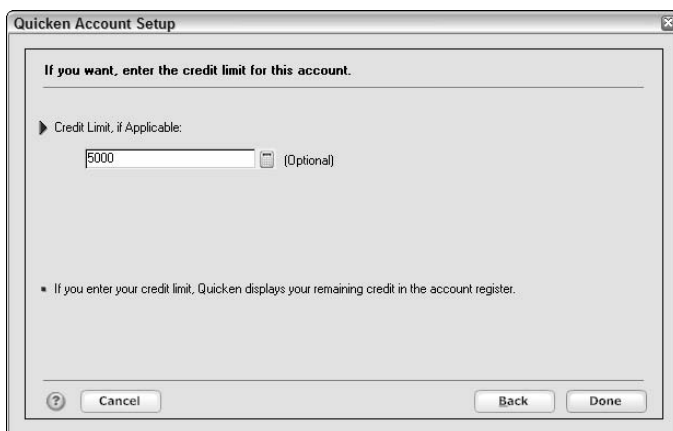 Quicken Account Setup
If you want, enter the credit limit for this account.
Credit Limit, if Applicable:
5000 (Optional)
If you enter your credit limit, Quicken displays your remaining credit in the account register.
? Cancel Back Done